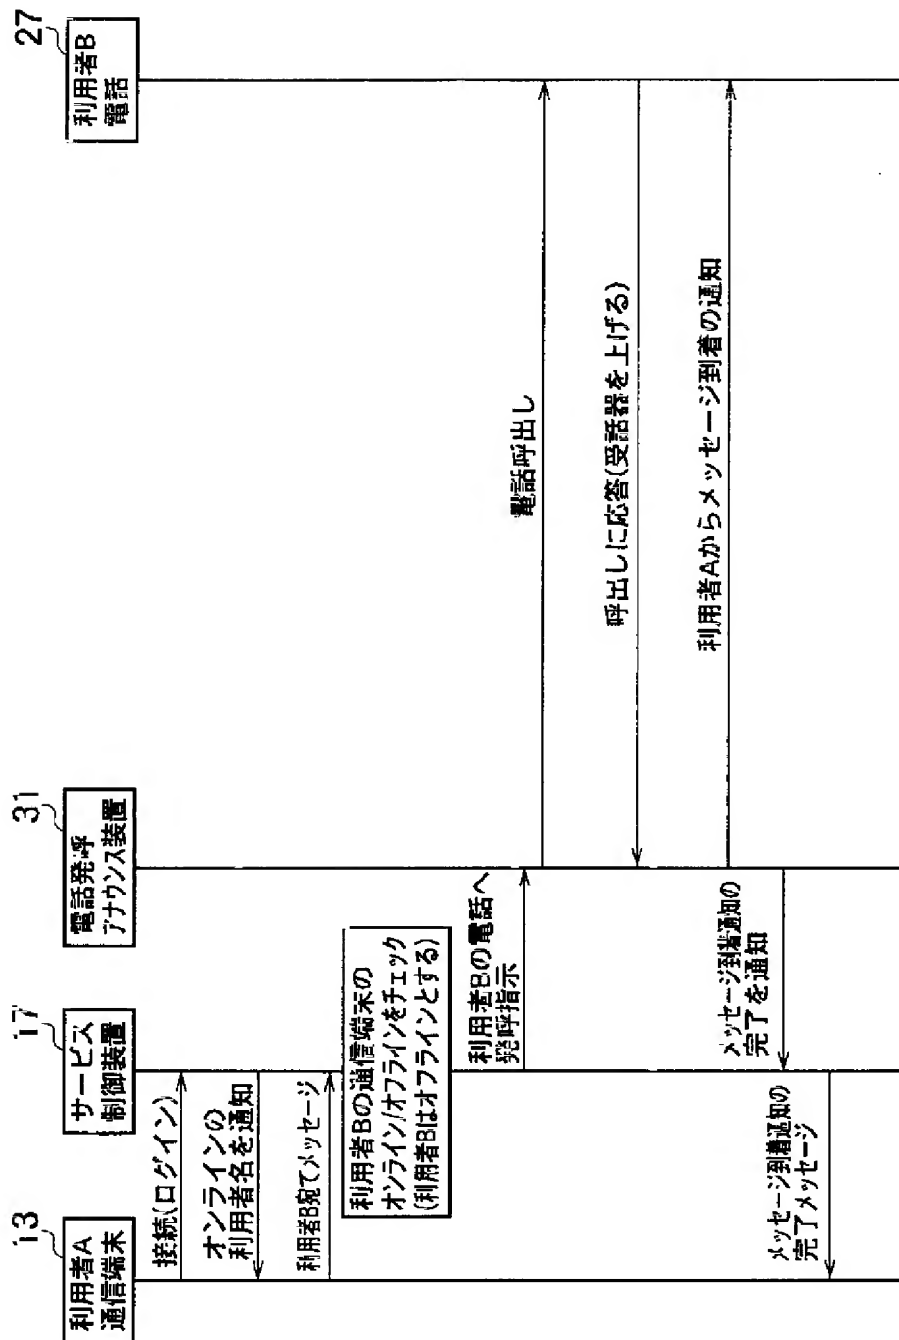 13
利用者A
通信端末
17
サービス
制御装置
31
電話発呼
アナウンス装置
27
利用者B
電話
接続(ログイン)
オンラインの
利用者名を通知
利用者B宛てメッセージ
利用者Bの通信端末の
オンライン/オフラインをチェック
(利用者Bはオフラインとする)
利用者Bの電話へ
発呼指示
電話呼出し
呼出しに応答(受話器を上げる)
利用者Aからメッセージ到着の通知
メッセージ到着通知の
完了を通知
メッセージ到着通知の
完了メッセージ